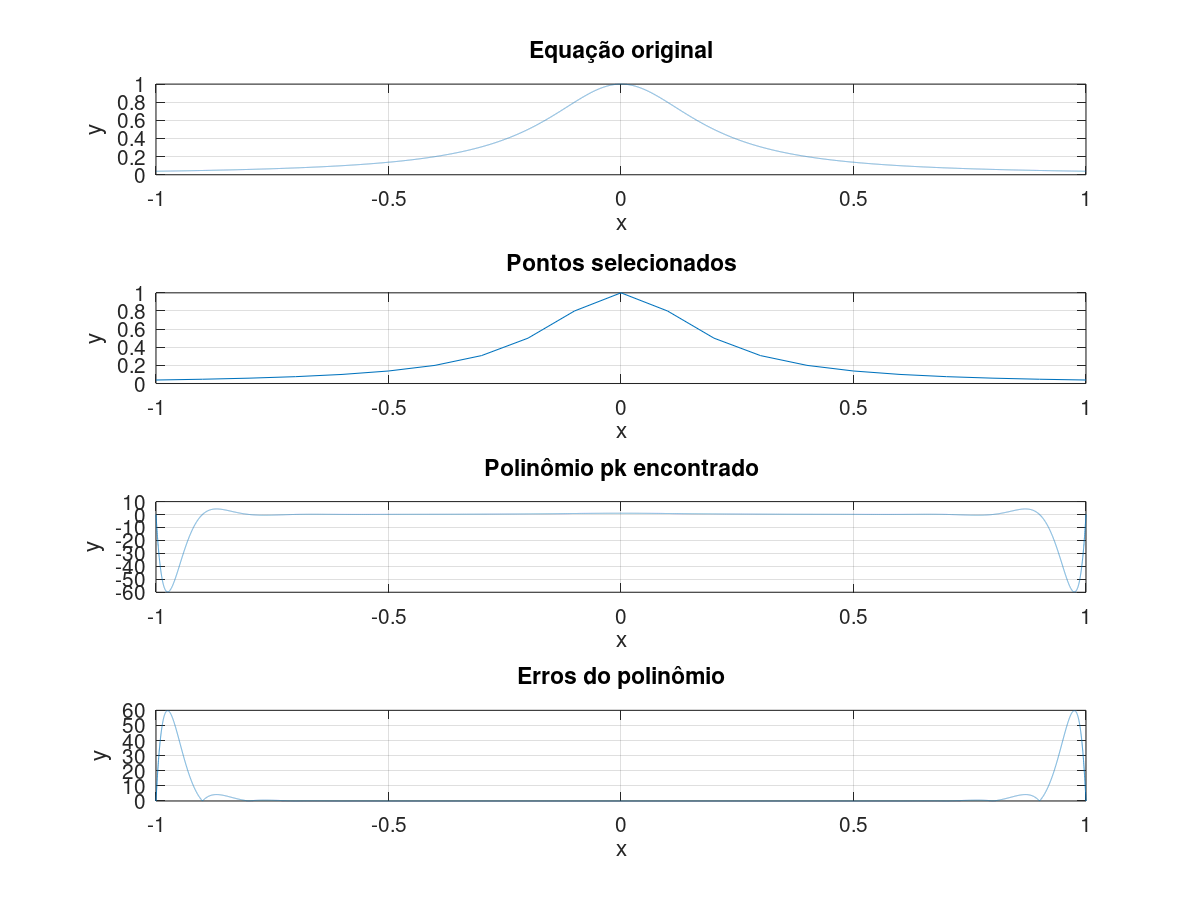 Equação original
1
0.8
0.6
0.4
0.2
0
y
-1 -0.5 0 0.5 1
x
Pontos selecionados
1
0.8
0.6
0.4
0.2
0
y
-1 -0.5 0 0.5 1
x
Polinômio pk encontrado
10
0
-10
-20
-30
-40
-50
-60
y
-1 -0.5 0 0.5 1
x
Erros do polinômio
60
50
40
30
20
10
0
y
-1 -0.5 0 0.5 1
x